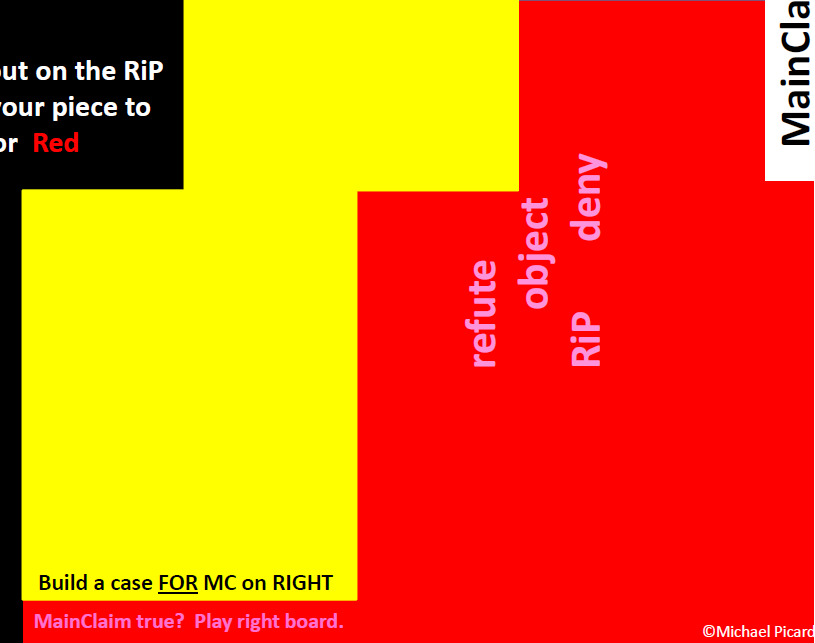 out on the RiP
your piece to
or Red
MainCla
deny
object
refute
RiP
Build a case FOR MC on RIGHT
MainClaim true? Play right board.
©Michael Picard